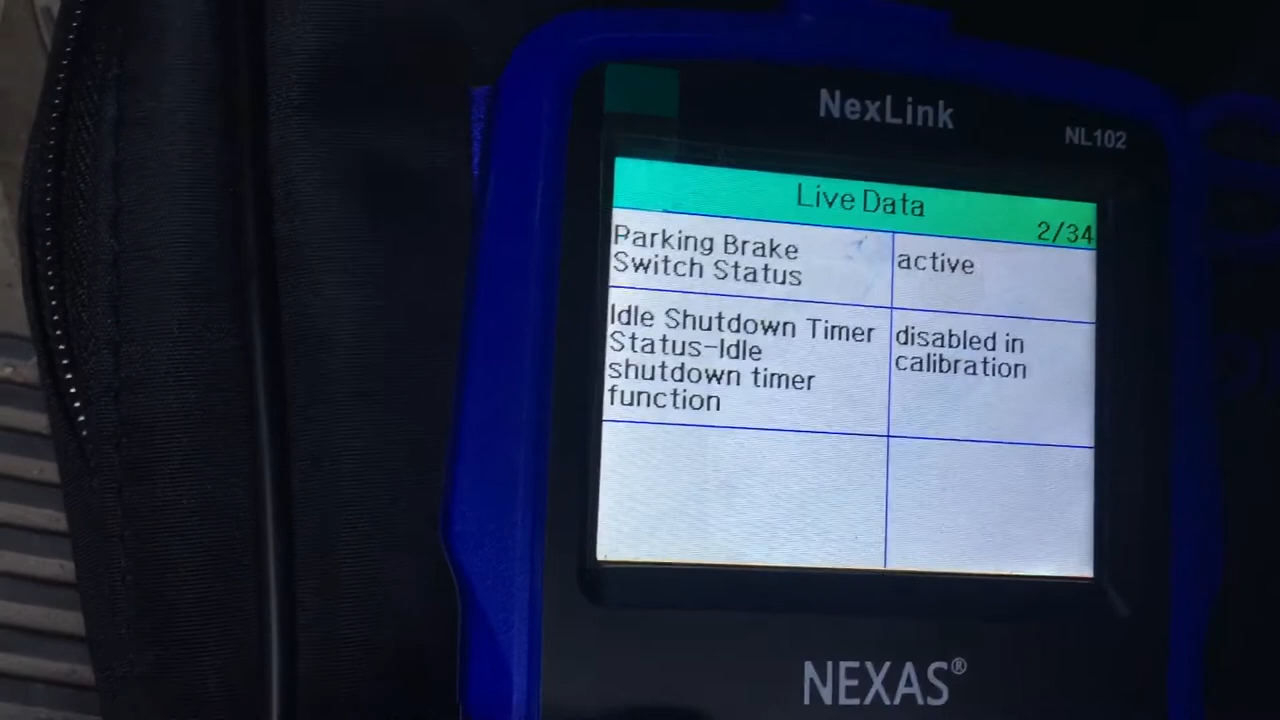 NexLink
NL102
Live Data
2/34
Parking Brake
Switch Status
active
Idle Shutdown Timer
Status-Idle
shutdown timer
function
disabled in
calibration
NEXAS®